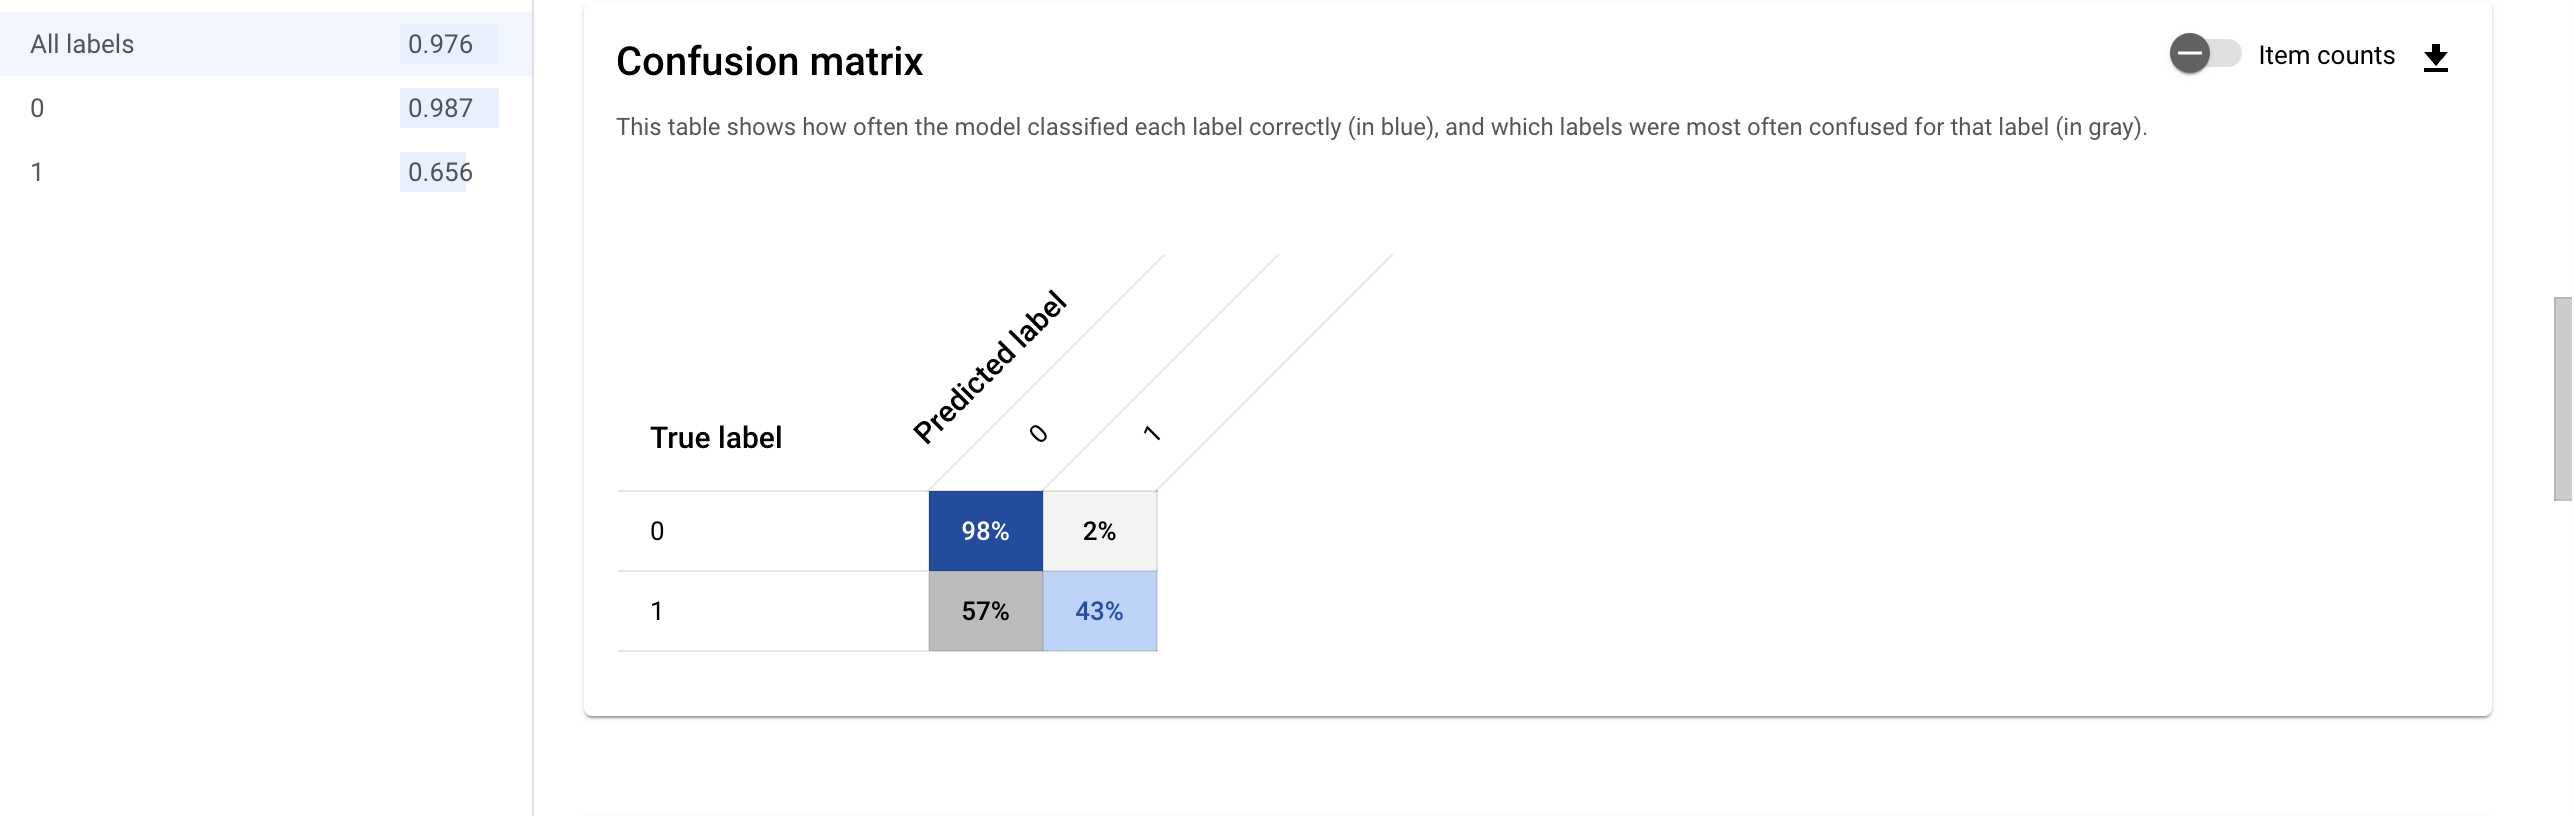 All labels 0.976
0 0.987
1 0.656
Confusion matrix
Item counts
This table shows how often the model classified each label correctly (in blue), and which labels were most often confused for that label (in gray).
Predicted label
True label 0 1
0 98% 2%
1 57% 43%